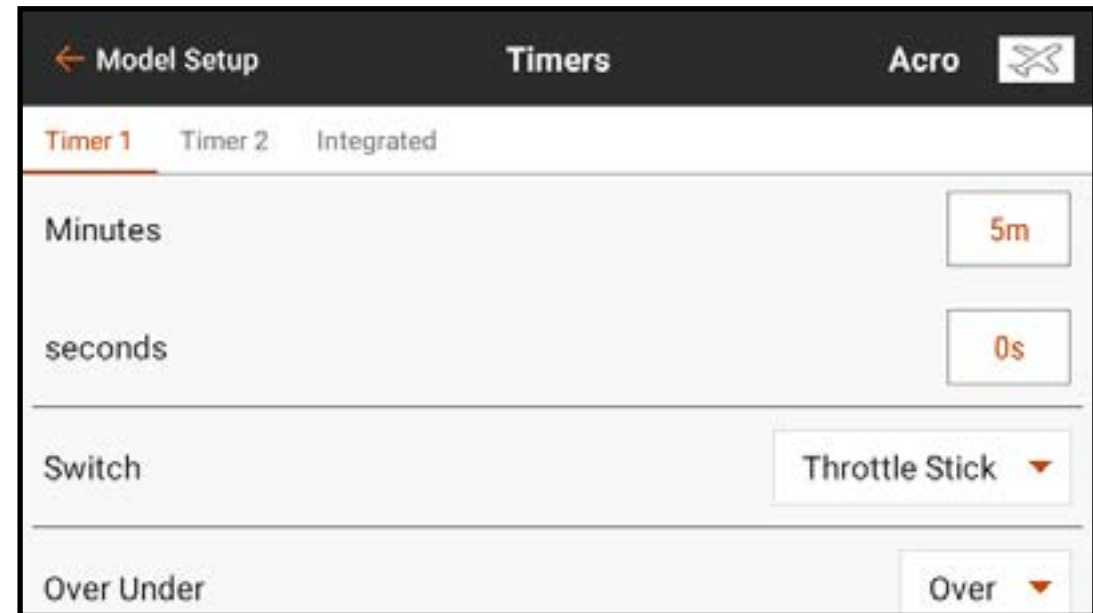 Model Setup Timers Acro
Timer 1 Timer 2 Integrated
Minutes 5m
seconds 0s
Switch Throttle Stick
Over Under Over